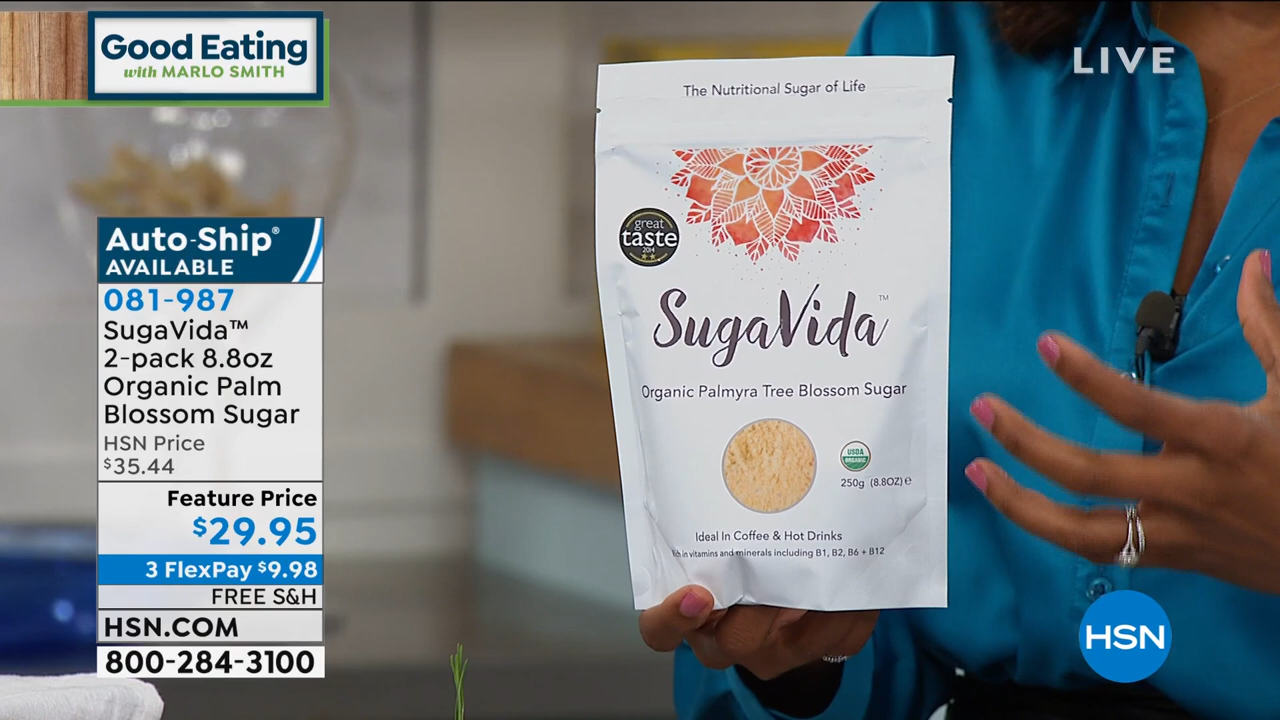 Good Eating
with MARLO SMITH
LIVE
Auto-Ship®
AVAILABLE
081-987
SugaVida™
2-pack 8.8oz
Organic Palm
Blossom Sugar
HSN Price
$35.44
Feature Price
$29.95
3 FlexPay $9.98
FREE S&H
HSN.COM
800-284-3100
The Nutritional Sugar of Life
great
taste
2014
SugaVida™
Organic Palmyra Tree Blossom Sugar
USDA
ORGANIC
250g (8.8OZ) e
Ideal In Coffee & Hot Drinks
in vitamins and minerals including B1, B2, B6 + B12
HSN